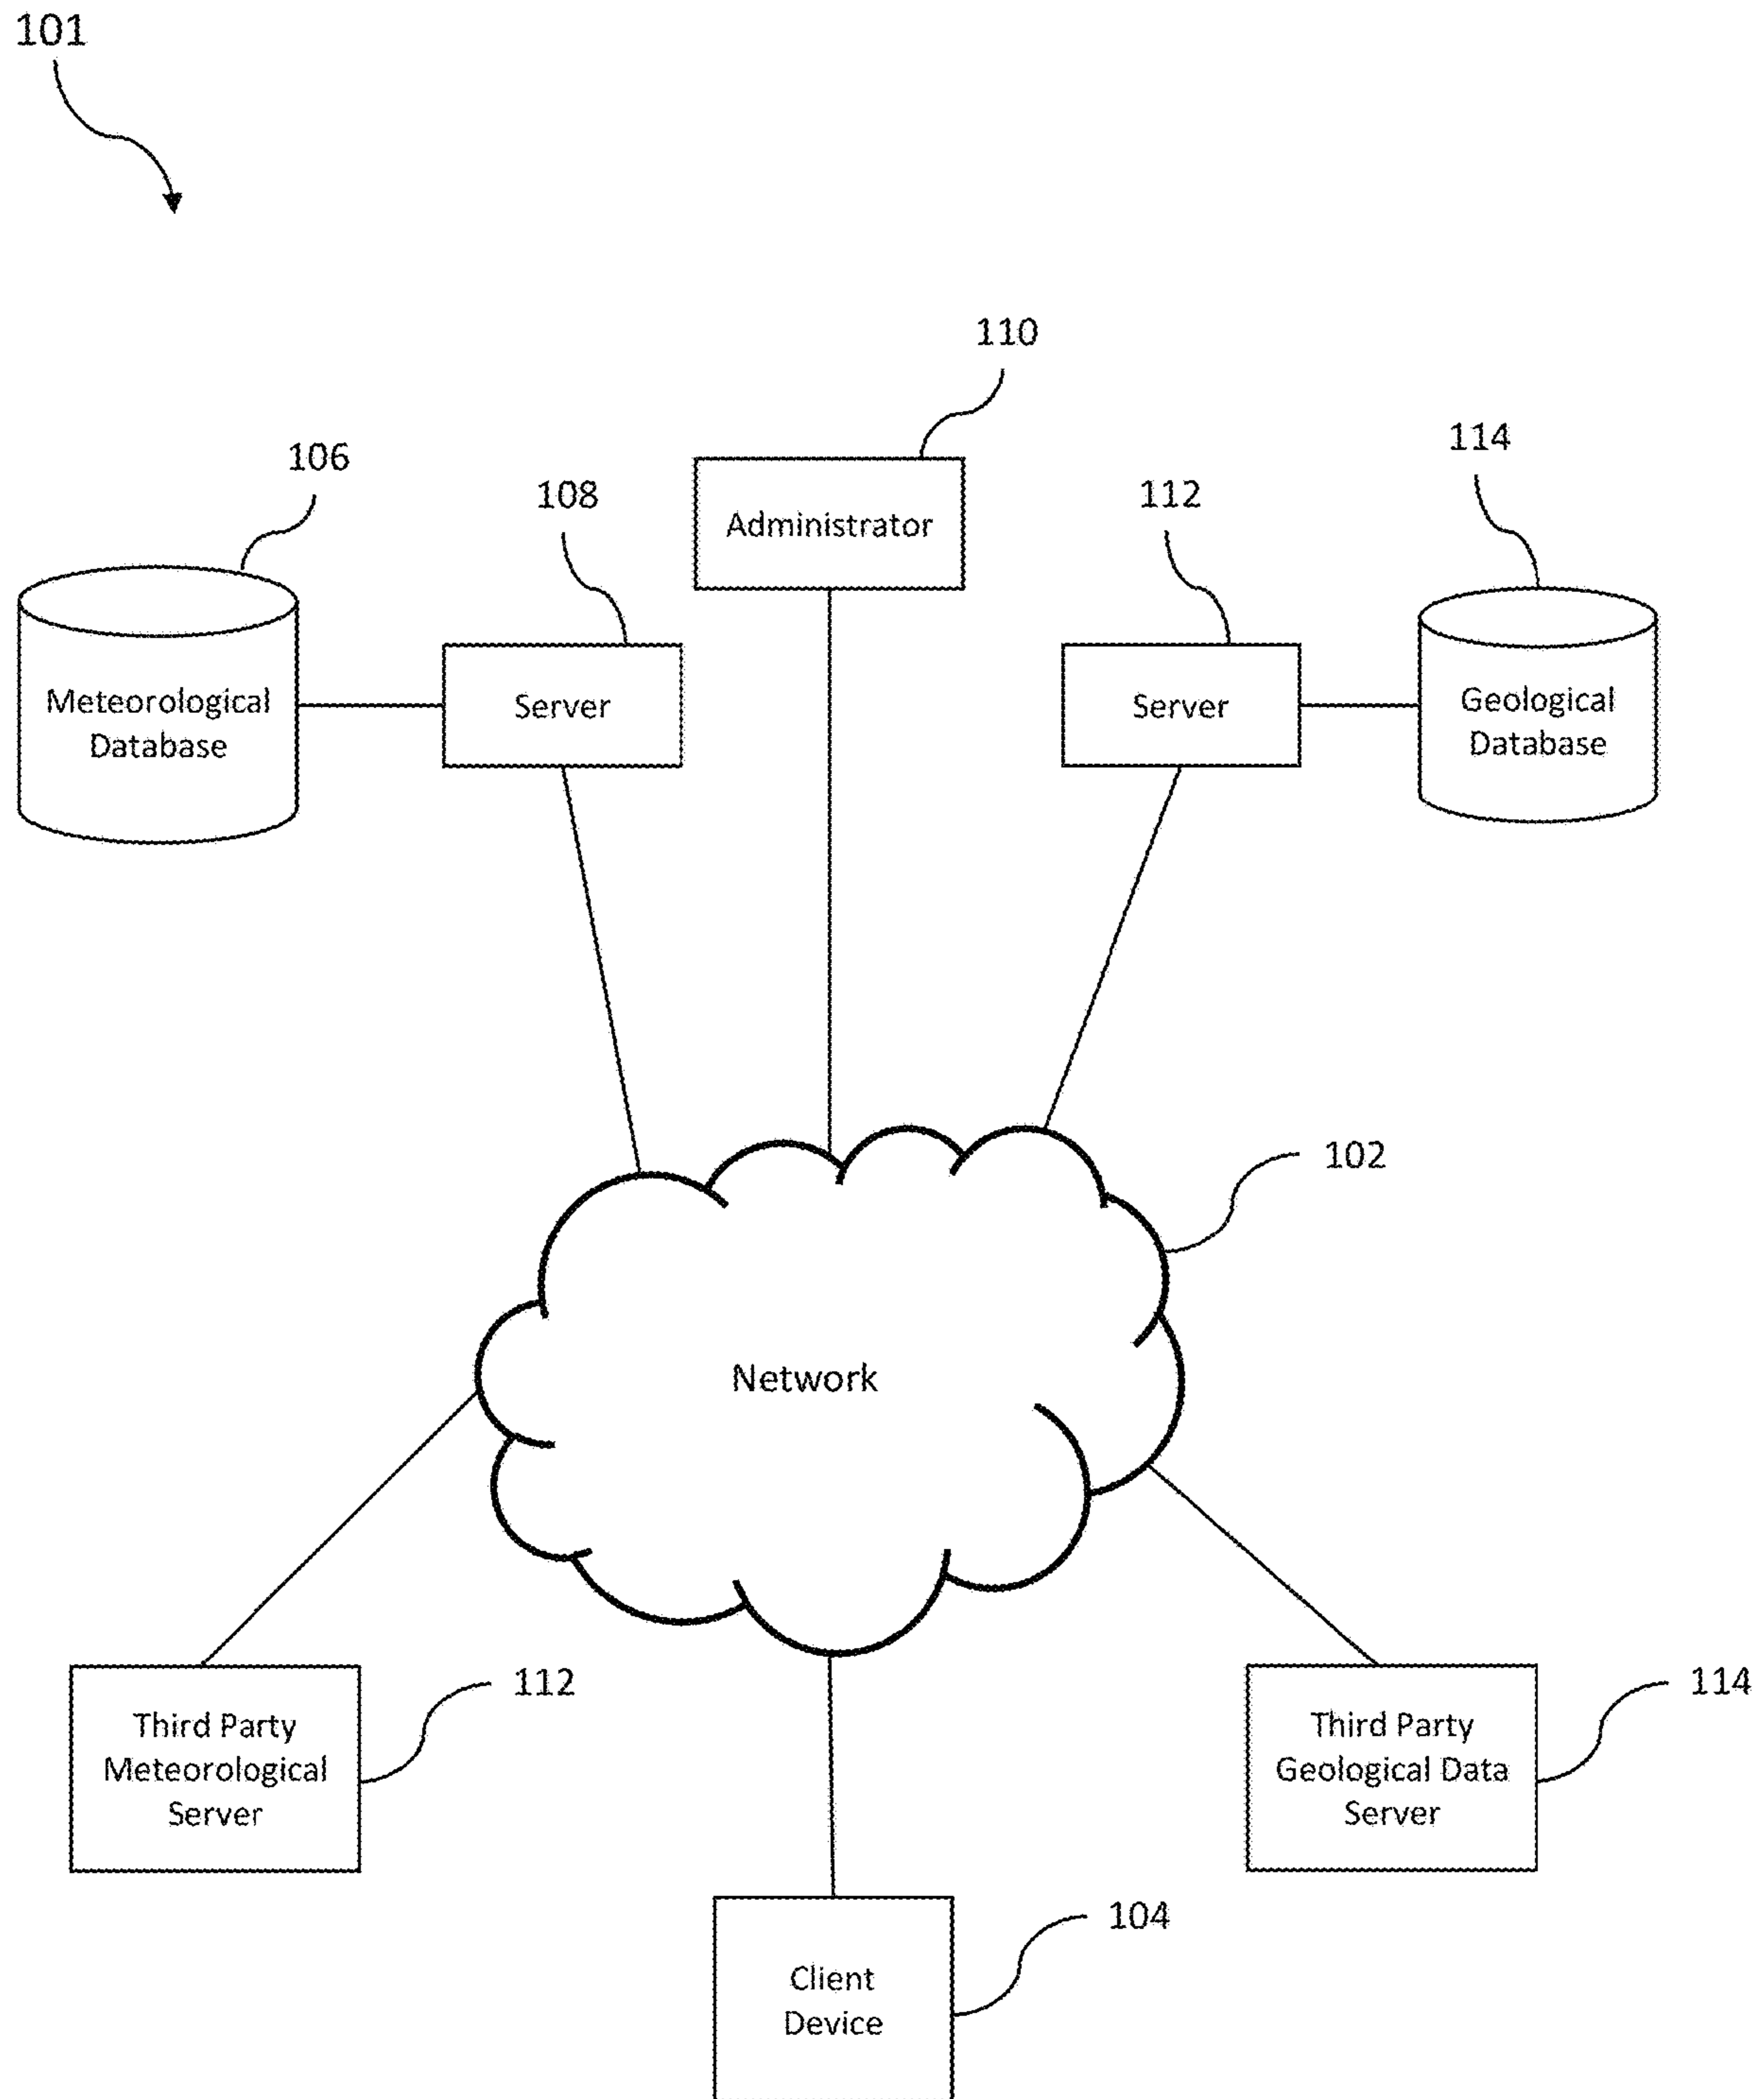 101
110
114
106
108
112
Administrator
Meteorological
Database
Server
Server
Geological
Database
102
Network
112
114
Third Party
Meteorological
Server
Third Party
Geological Data
Server
104
Client
Device